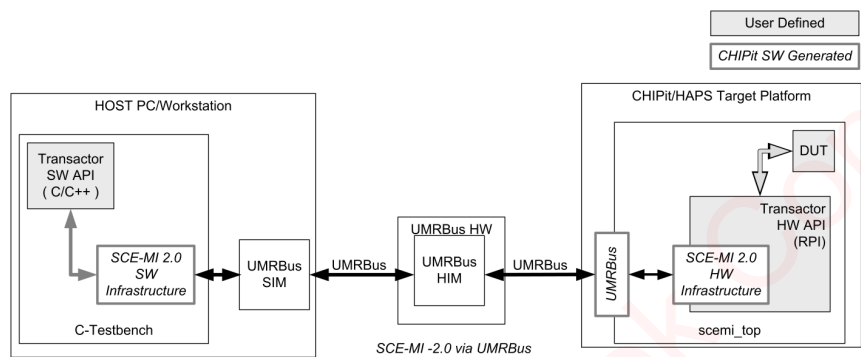 User Defined
CHIPit SW Generated
HOST PC/Workstation
Transactor
SW API
( C/C++ )
SCE-MI 2.0
SW
Infrastructure
C-Testbench
UMRBus
SIM
UMRBus
UMRBus HW
UMRBus
HIM
UMRBus
SCE-MI -2.0 via UMRBus
CHIPit/HAPS Target Platform
DUT
Transactor
HW API
(RPI)
UMRBus
SCE-MI 2.0
HW
Infrastructure
scemi_top